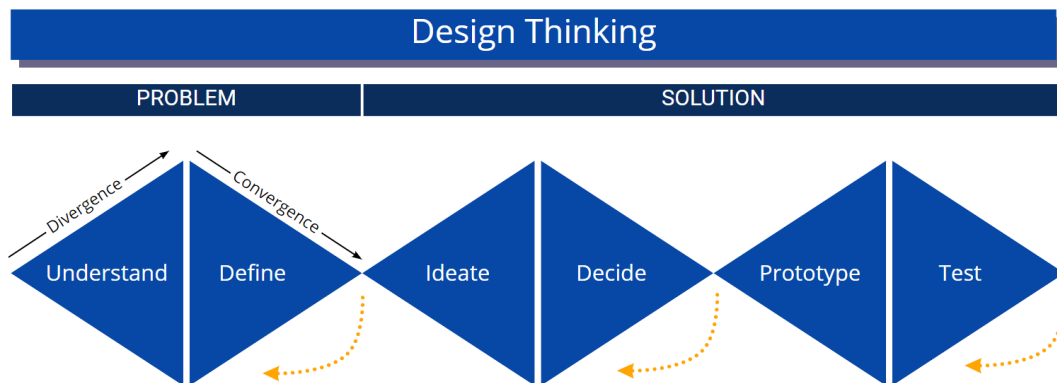 Design Thinking
PROBLEM
SOLUTION
Divergence
Convergence
Understand
Define
Ideate
Decide
Prototype
Test